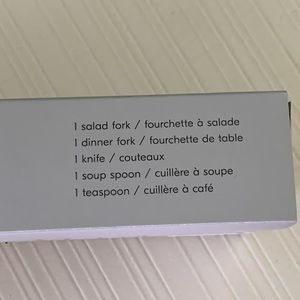 1 salad fork / fourchette à salade
1 dinner fork / fourchette de table
1 knife / couteaux
1 soup spoon / cuillère à soupe
1 teaspoon / cuillère à café